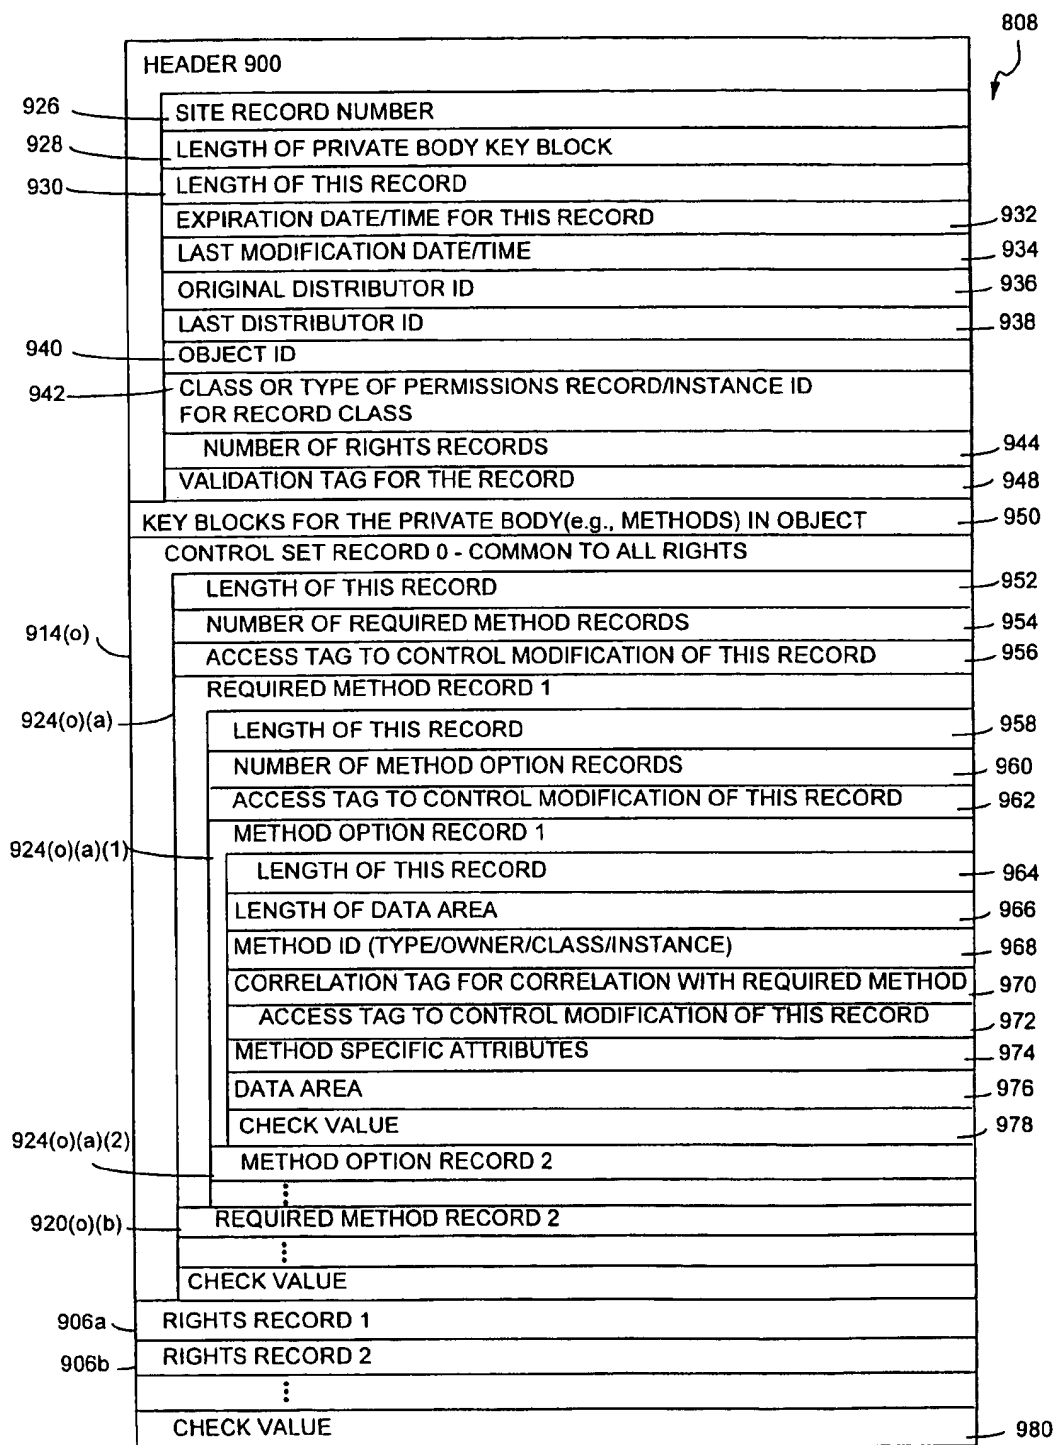 808
HEADER 900
926
SITE RECORD NUMBER
928
LENGTH OF PRIVATE BODY KEY BLOCK
930
LENGTH OF THIS RECORD
EXPIRATION DATE/TIME FOR THIS RECORD
932
LAST MODIFICATION DATE/TIME
934
ORIGINAL DISTRIBUTOR ID
936
LAST DISTRIBUTOR ID
938
940
OBJECT ID
942
CLASS OR TYPE OF PERMISSIONS RECORD/INSTANCE ID
FOR RECORD CLASS
NUMBER OF RIGHTS RECORDS
944
VALIDATION TAG FOR THE RECORD
948
KEY BLOCKS FOR THE PRIVATE BODY(e.g., METHODS) IN OBJECT
950
CONTROL SET RECORD 0 - COMMON TO ALL RIGHTS
LENGTH OF THIS RECORD
952
914(o)
NUMBER OF REQUIRED METHOD RECORDS
954
ACCESS TAG TO CONTROL MODIFICATION OF THIS RECORD
956
REQUIRED METHOD RECORD 1
924(o)(a)
LENGTH OF THIS RECORD
958
NUMBER OF METHOD OPTION RECORDS
960
ACCESS TAG TO CONTROL MODIFICATION OF THIS RECORD
962
METHOD OPTION RECORD 1
924(o)(a)(1)
LENGTH OF THIS RECORD
964
LENGTH OF DATA AREA
966
METHOD ID (TYPE/OWNER/CLASS/INSTANCE)
968
CORRELATION TAG FOR CORRELATION WITH REQUIRED METHOD
970
ACCESS TAG TO CONTROL MODIFICATION OF THIS RECORD
972
METHOD SPECIFIC ATTRIBUTES
974
DATA AREA
976
CHECK VALUE
978
924(o)(a)(2)
METHOD OPTION RECORD 2
920(o)(b)
REQUIRED METHOD RECORD 2
CHECK VALUE
906a
RIGHTS RECORD 1
906b
RIGHTS RECORD 2
CHECK VALUE
980